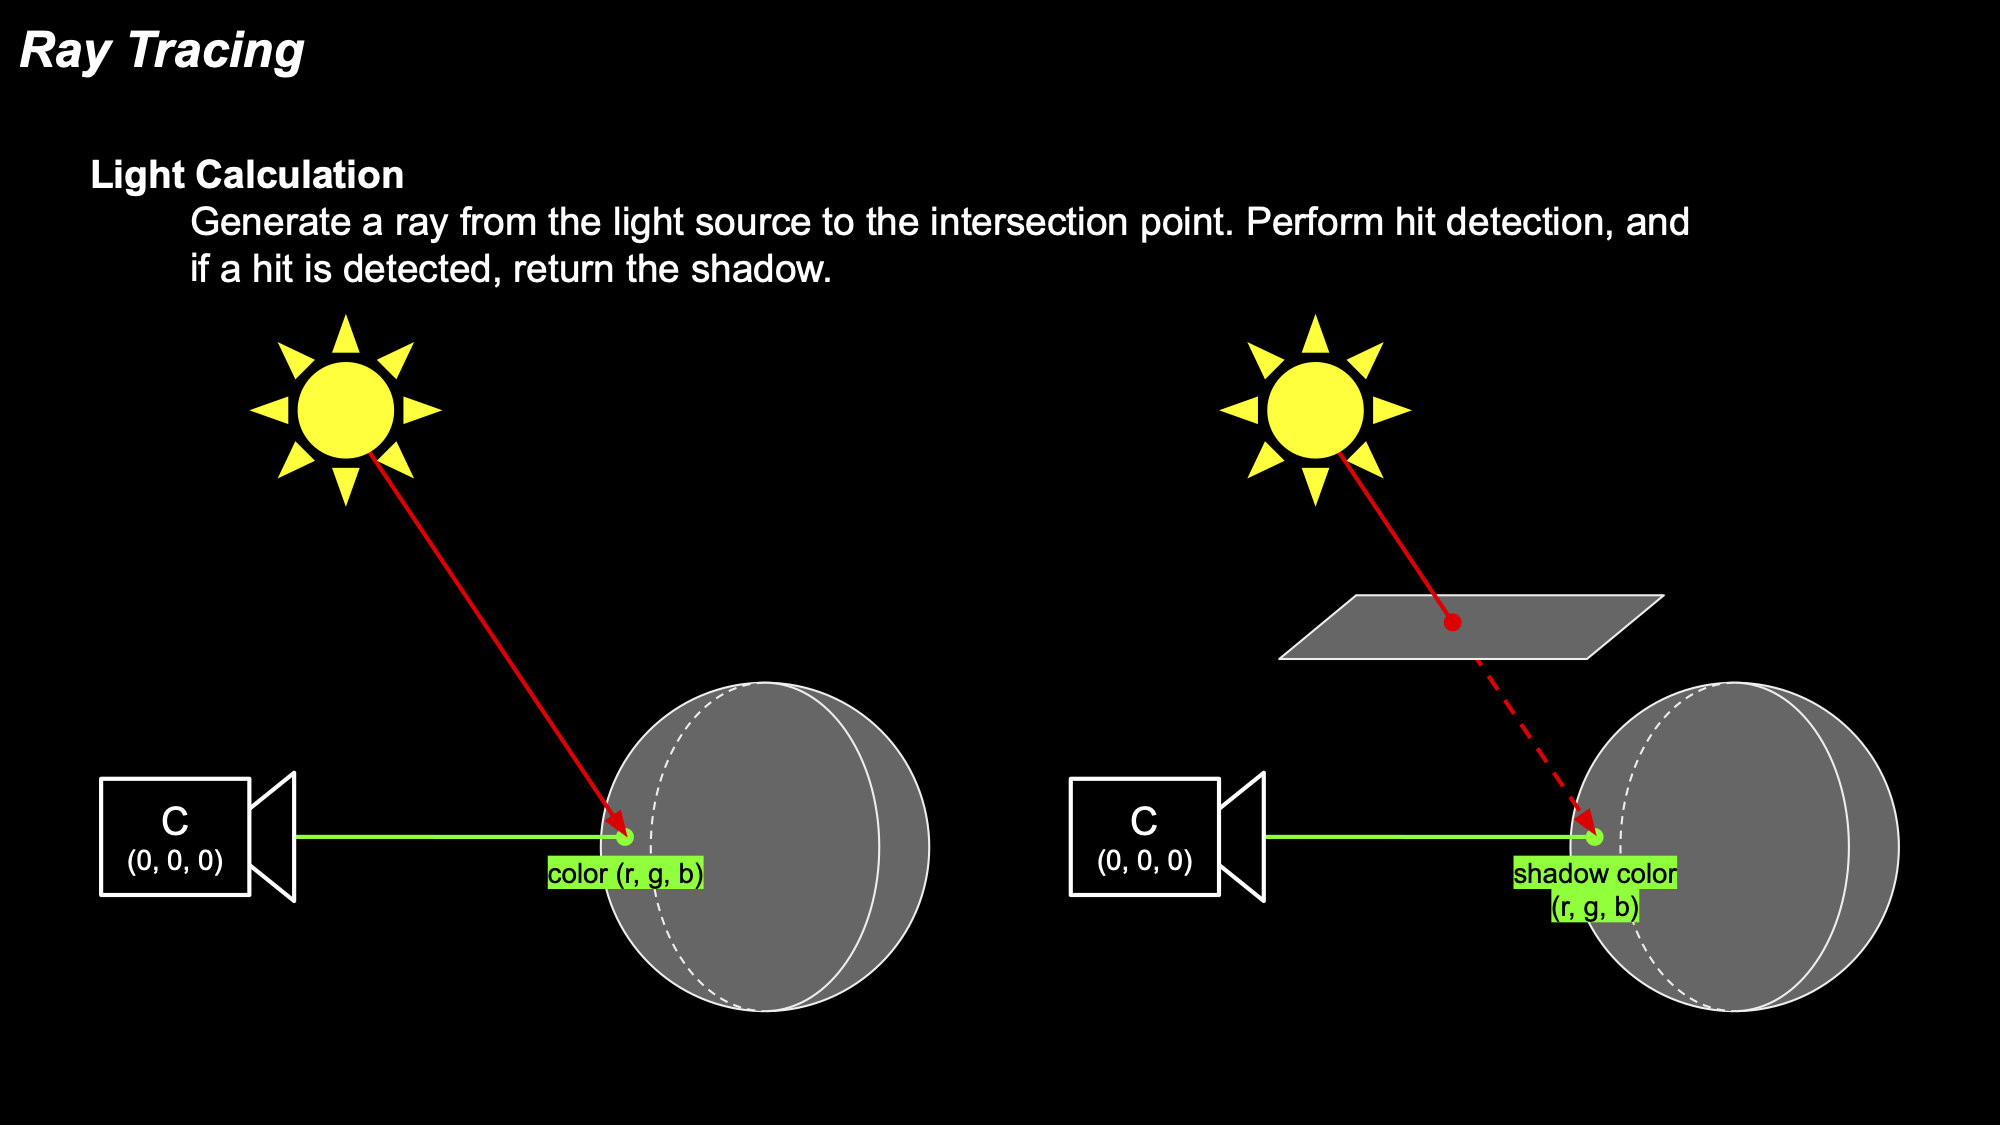 Ray Tracing
Light Calculation
Generate a ray from the light source to the intersection point. Perform hit detection, and
if a hit is detected, return the shadow.
C
(0, 0, 0)
color (r, g, b)
C
(0, 0, 0)
shadow color
(r, g, b)